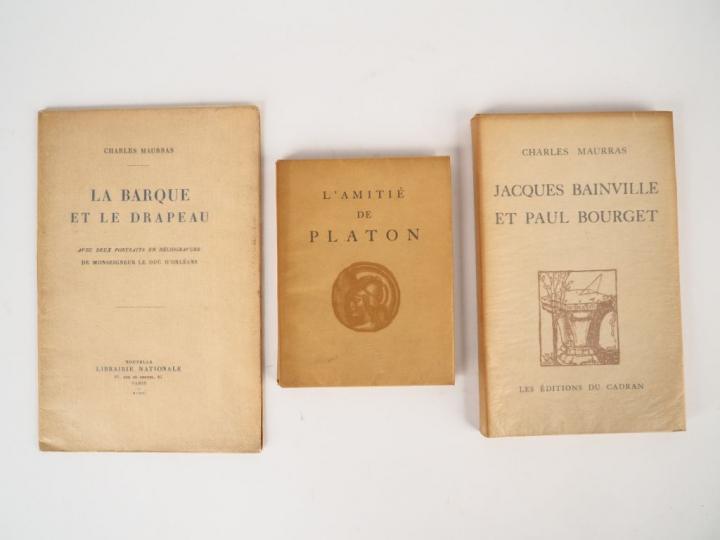 CHARLES MAURRAS
LA BARQUE
ET LE DRAPEAU
AVEC DEUX PORTRAITS EN HÉLIOGRAVURE
DE MONSEIGNEUR LE DUC D'ORLÉANS
NOUVELLE
LIBRAIRIE NATIONALE
PARIS
L'AMITIÉ
DE
PLATON
CHARLES MAURRAS
JACQUES BAINVILLE
ET PAUL BOURGET
LES ÉDITIONS DU CADRAN